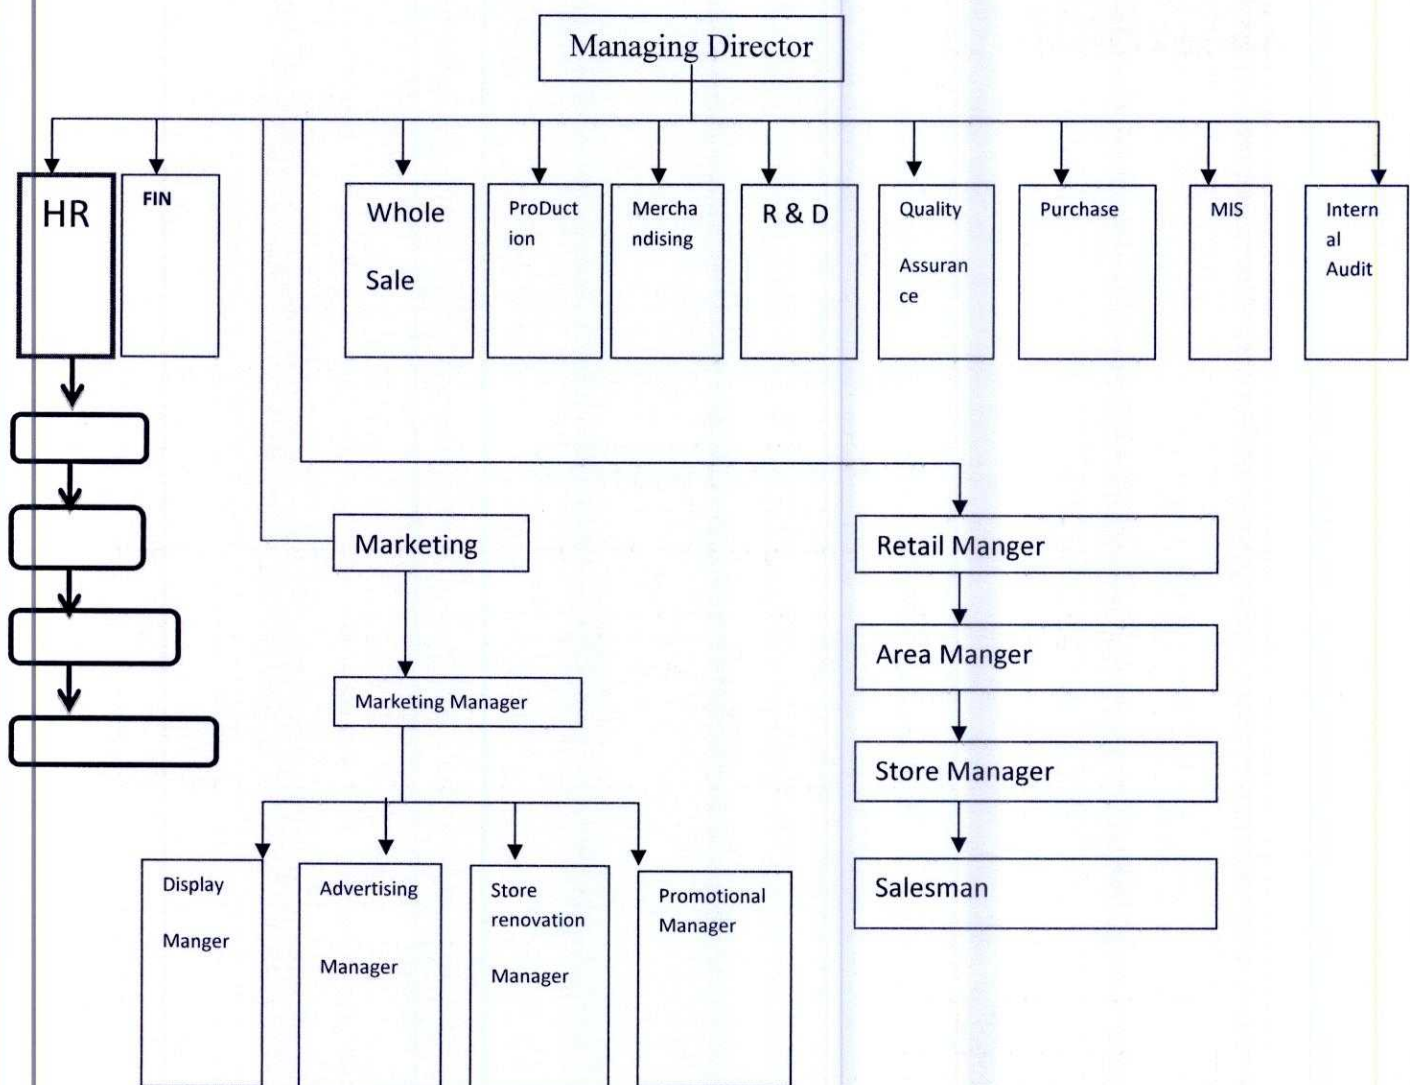 Managing Director
HR
FIN
Whole
Sale
ProDuct
ion
Mercha
ndising
R & D
Quality
Assuran
ce
Purchase
MIS
Intern
al
Audit
Marketing
Retail Manger
Area Manger
Marketing Manager
Store Manager
Display
Manger
Advertising
Manager
Store
renovation
Manager
Promotional
Manager
Salesman